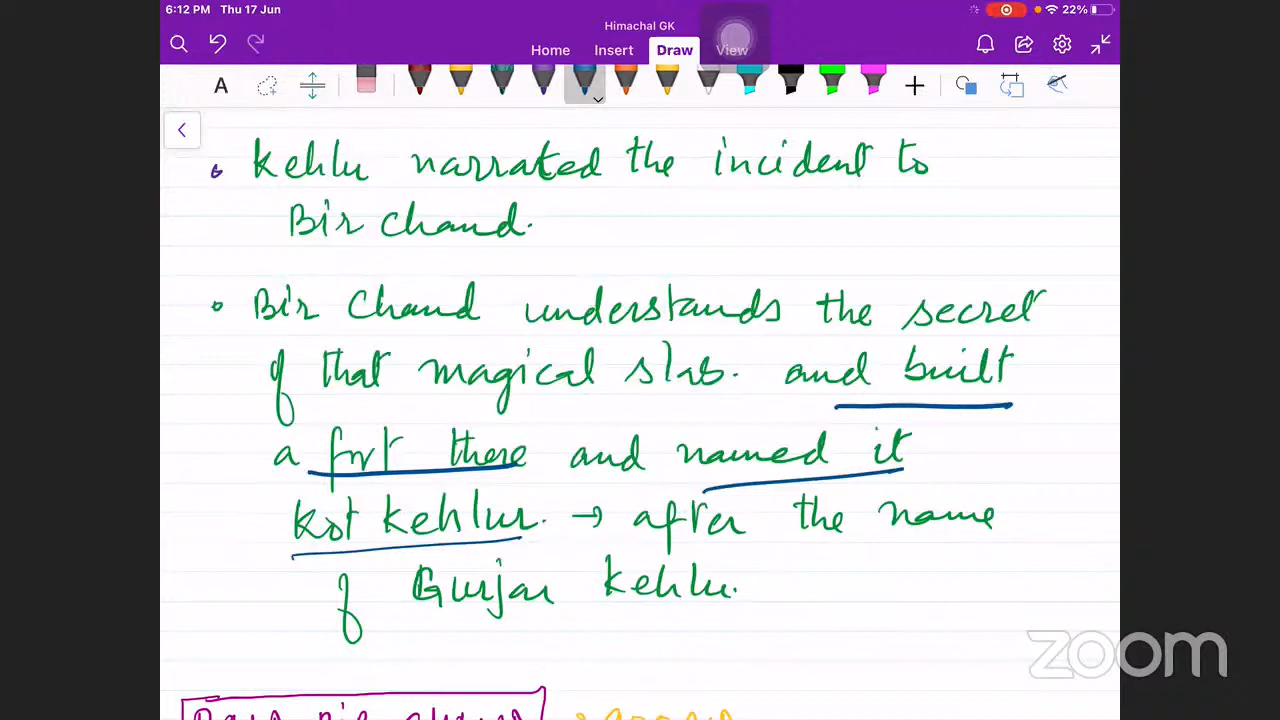 6:12 PM Thu 17 Jun
22%
Himachal GK
Home Insert Draw View
A
Kehlu narrated the incident to
Bir Chand.
Bir Chand understands the secret
of that magical slab. and built
a fort there and named it
Kot Kehlur. → after the name
of Gurjar Kehlu.
zoom